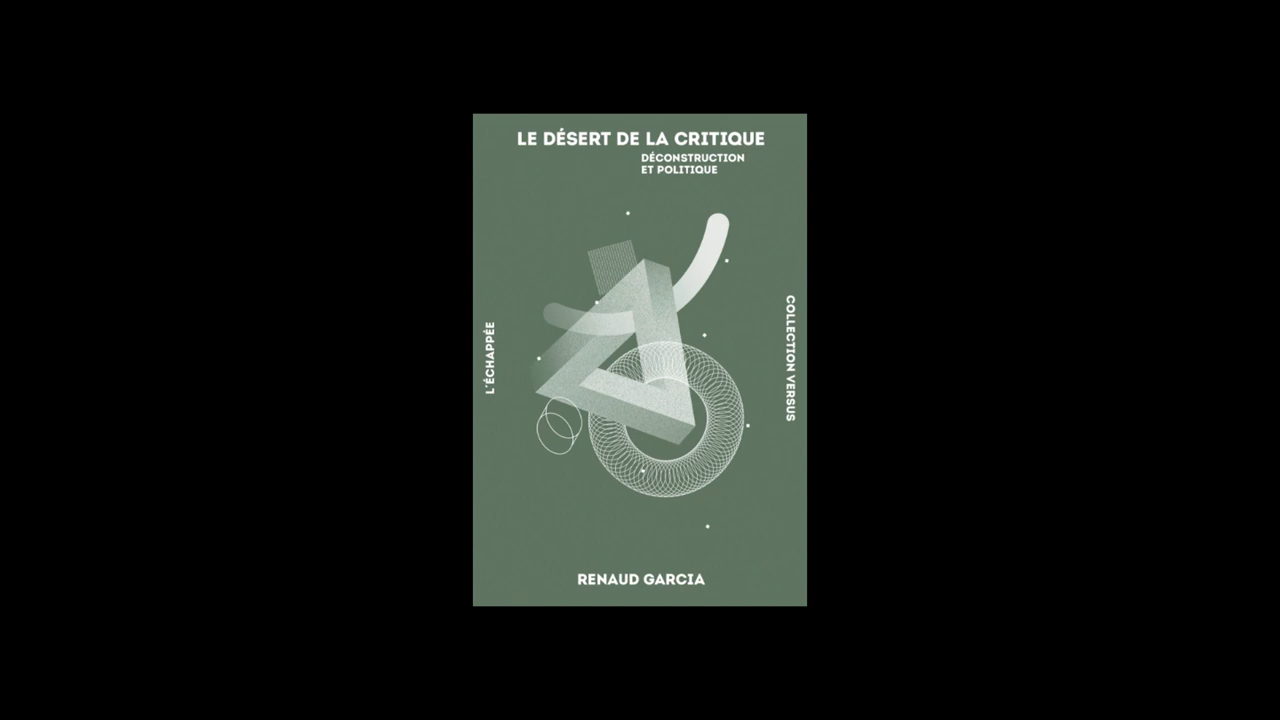 LE DÉSERT DE LA CRITIQUE
DÉCONSTRUCTION
ET POLITIQUE
L'ÉCHAPPÉE
COLLECTION VERSUS
RENAUD GARCIA